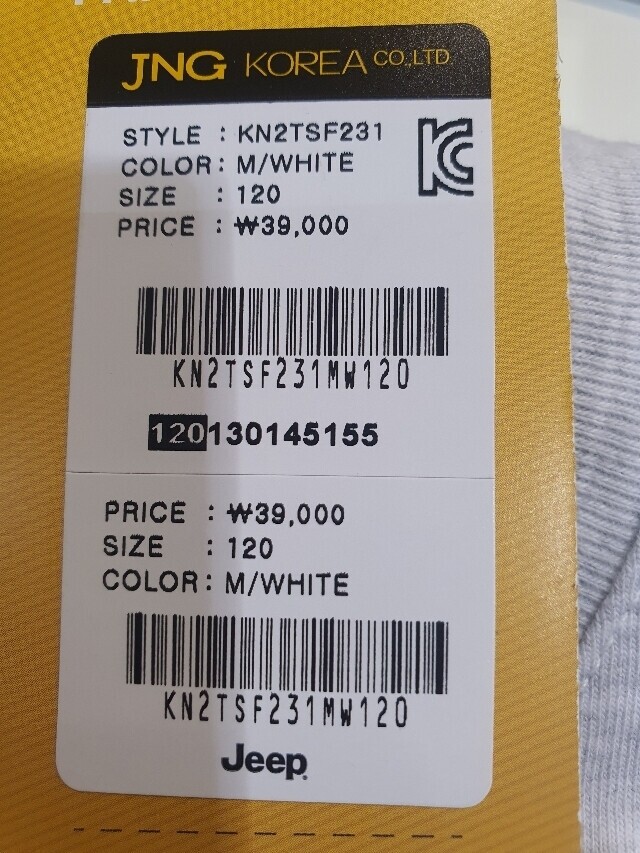 JNG KOREA CO.,LTD.
STYLE : KN2TSF231
COLOR : M/WHITE
SIZE : 120
PRICE : ₩39,000
KN2TSF231MW120
120130145155
PRICE : ₩39,000
SIZE : 120
COLOR : M/WHITE
KN2TSF231MW120
Jeep